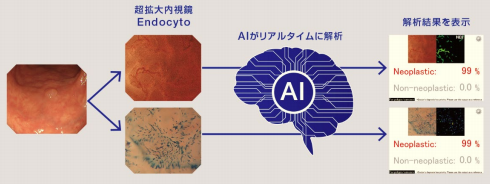 超拡大内視鏡
Endocyto
AIがリアルタイムに解析
解析結果を表示
AI
NBI
Neoplastic: 99 %
Non-neoplastic: 0.0 %
Neoplastic: 99 %
Non-neoplastic: 0.0 %